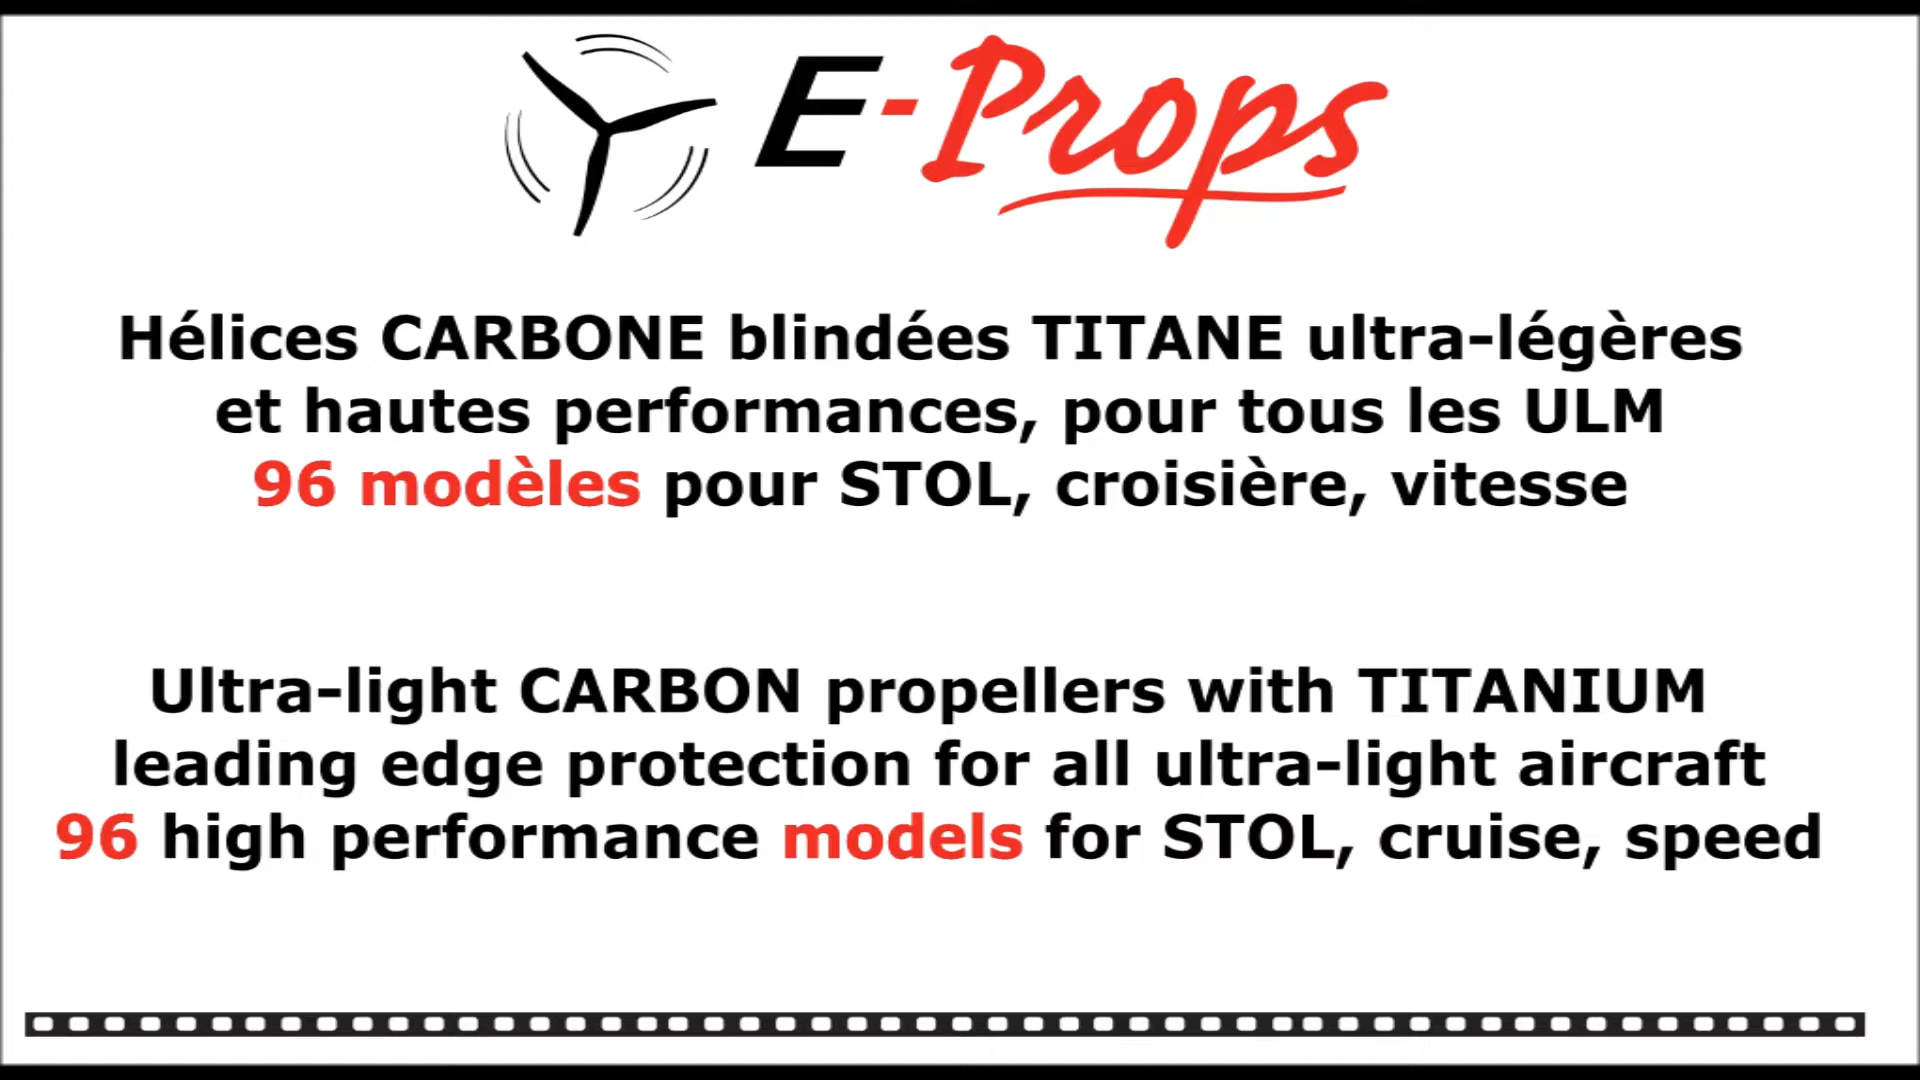 E-Props
Hélices CARBONE blindées TITANE ultra-légères
et hautes performances, pour tous les ULM
96 modèles pour STOL, croisière, vitesse
Ultra-light CARBON propellers with TITANIUM
leading edge protection for all ultra-light aircraft
96 high performance models for STOL, cruise, speed